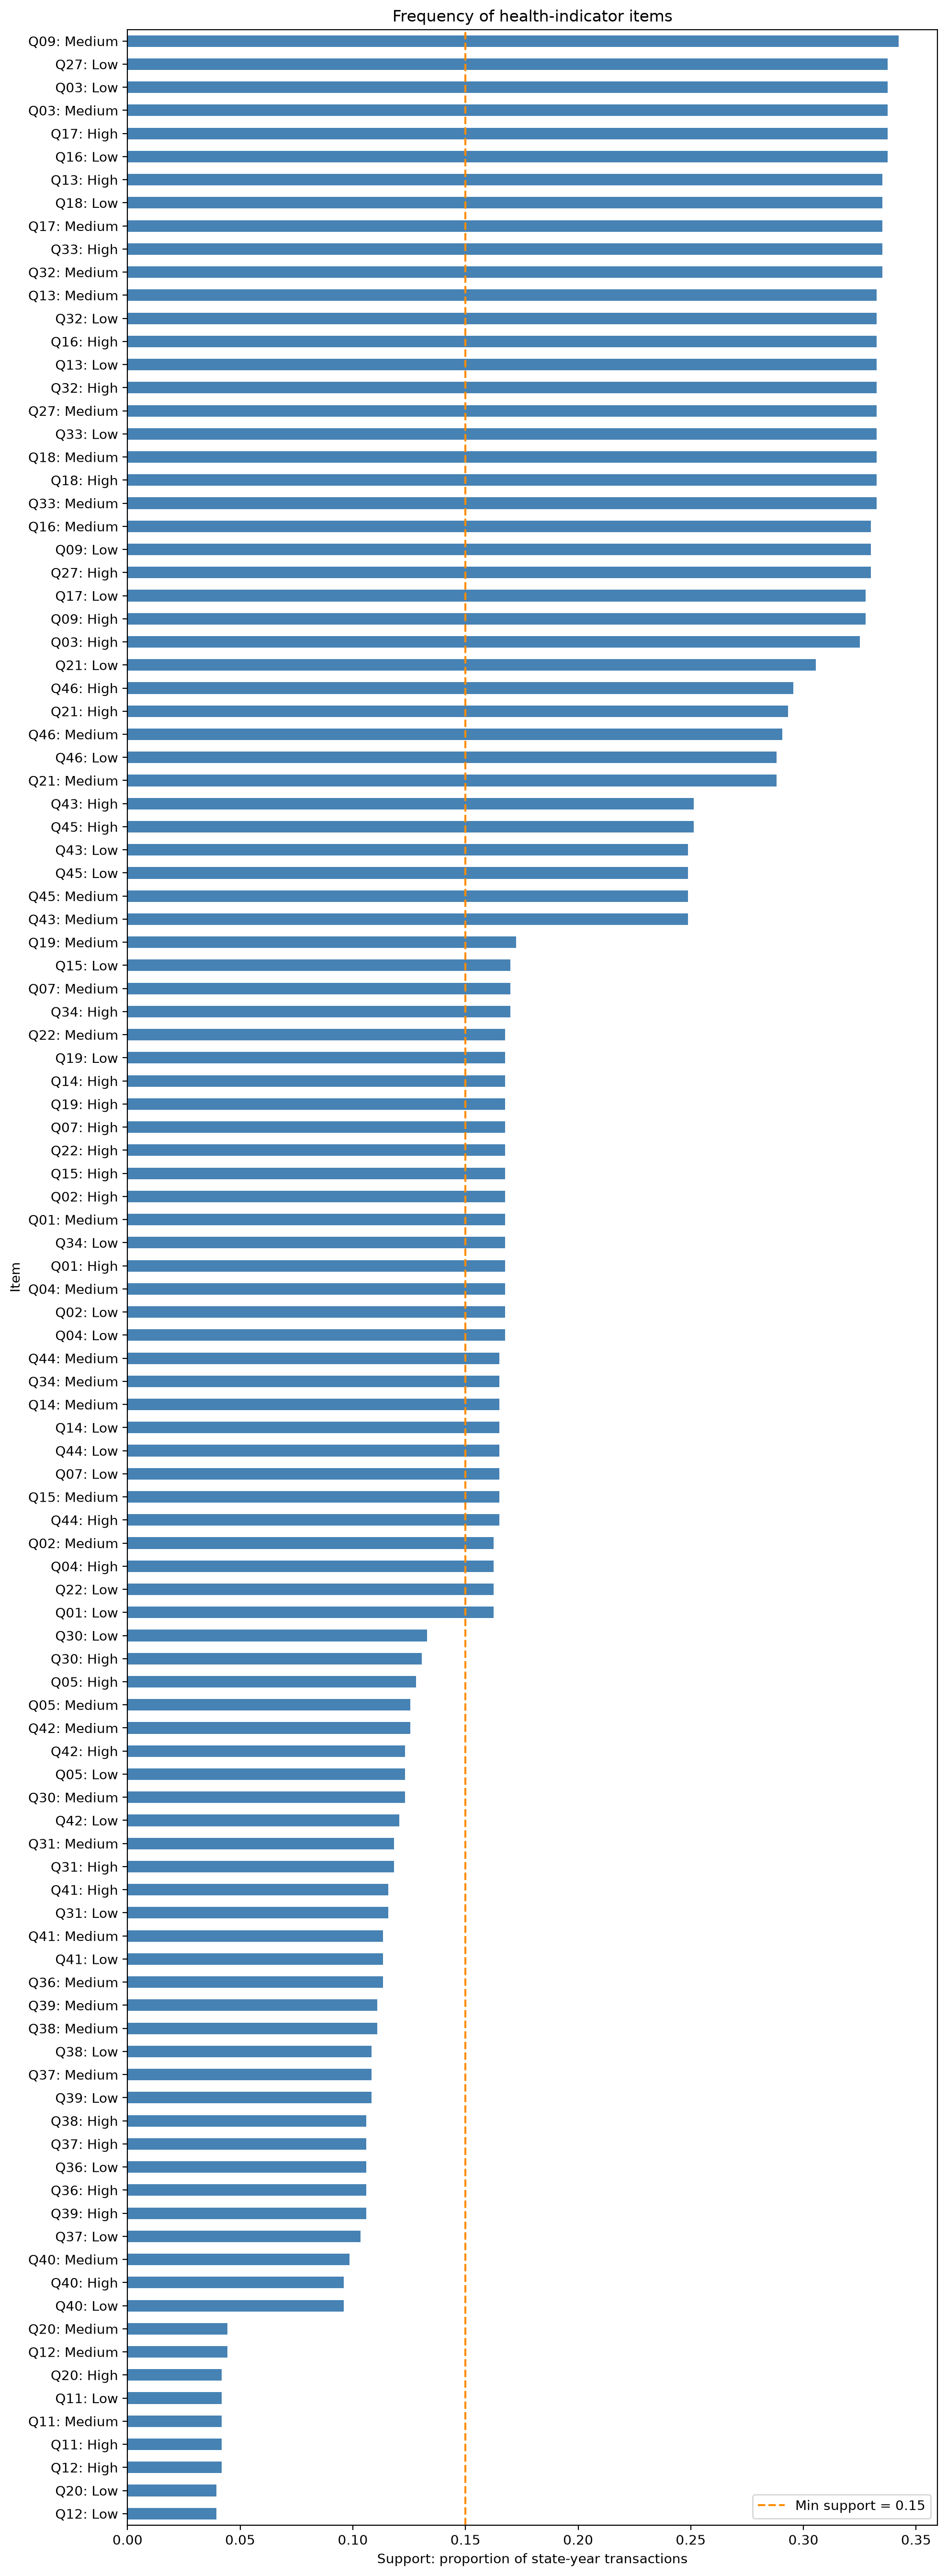 Frequency of health-indicator items
Q09: Medium
Q27: Low
Q03: Low
Q03: Medium
Q17: High
Q16: Low
Q13: High
Q18: Low
Q17: Medium
Q33: High
Q32: Medium
Q13: Medium
Q32: Low
Q16: High
Q13: Low
Q32: High
Q27: Medium
Q33: Low
Q18: Medium
Q18: High
Q33: Medium
Q16: Medium
Q09: Low
Q27: High
Q17: Low
Q09: High
Q03: High
Q21: Low
Q46: High
Q21: High
Q46: Medium
Q46: Low
Q21: Medium
Q43: High
Q45: High
Q43: Low
Q45: Low
Q45: Medium
Q43: Medium
Q19: Medium
Q15: Low
Q07: Medium
Q34: High
Q22: Medium
Q19: Low
Q14: High
Q19: High
Q07: High
Q22: High
Q15: High
Q02: High
Q01: Medium
Q34: Low
Q01: High
Q04: Medium
Q02: Low
Q04: Low
Q44: Medium
Q34: Medium
Q14: Medium
Q14: Low
Q44: Low
Q07: Low
Q15: Medium
Q44: High
Q02: Medium
Q04: High
Q22: Low
Q01: Low
Q30: Low
Q30: High
Q05: High
Q05: Medium
Q42: Medium
Q42: High
Q05: Low
Q30: Medium
Q42: Low
Q31: Medium
Q31: High
Q41: High
Q31: Low
Q41: Medium
Q41: Low
Q36: Medium
Q39: Medium
Q38: Medium
Q38: Low
Q37: Medium
Q39: Low
Q38: High
Q37: High
Q36: Low
Q36: High
Q39: High
Q37: Low
Q40: Medium
Q40: High
Q40: Low
Q20: Medium
Q12: Medium
Q20: High
Q11: Low
Q11: Medium
Q11: High
Q12: High
Q20: Low
Q12: Low
Item
Min support = 0.15
0.00 0.05 0.10 0.15 0.20 0.25 0.30 0.35
Support: proportion of state-year transactions